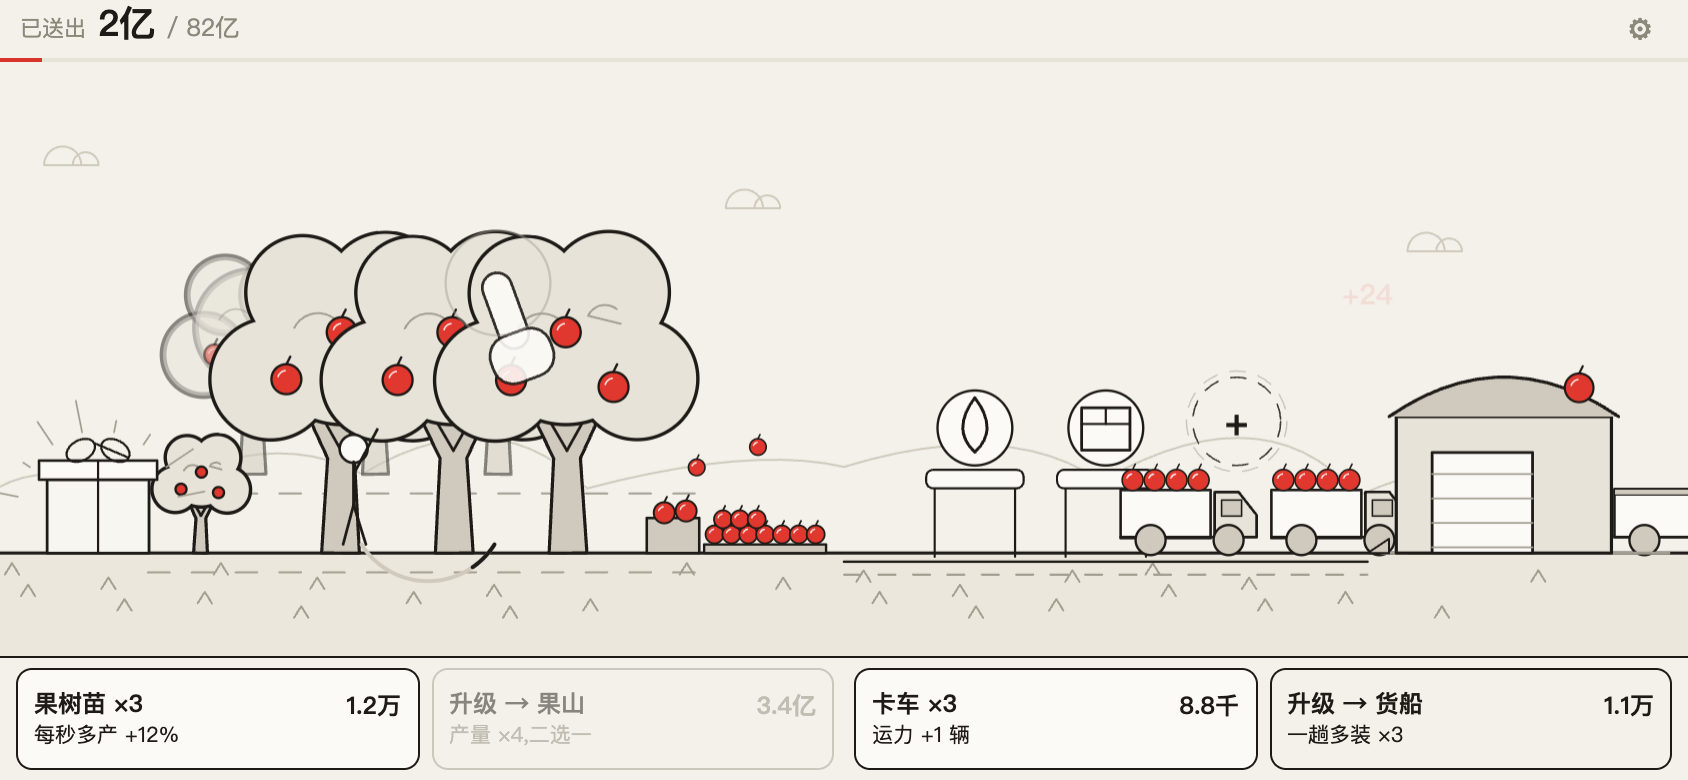 已送出 2亿 / 82亿
+24
+
果树苗 ×3 1.2万
每秒多产 +12%
升级 → 果山 3.4亿
产量 ×4,二选一
卡车 ×3 8.8千
运力 +1 辆
升级 → 货船 1.1万
一趟多装 ×3